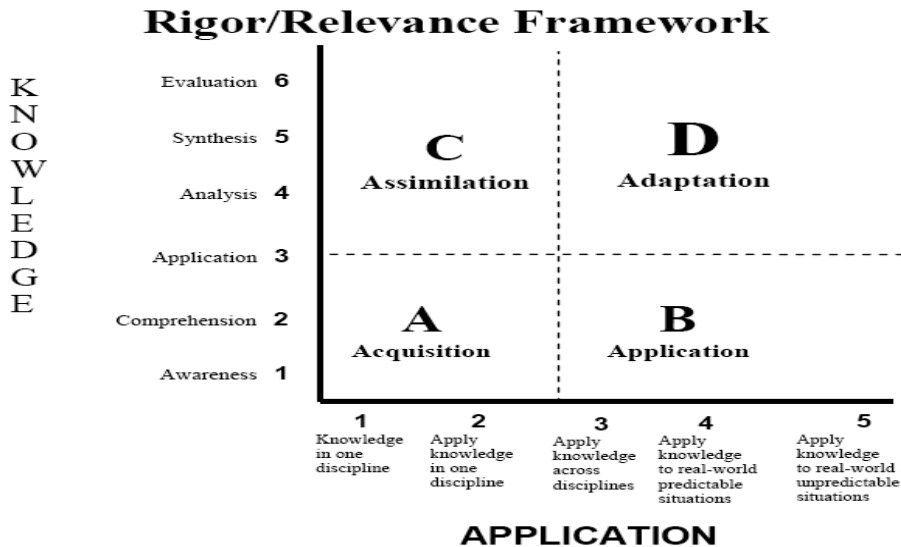 Rigor/Relevance Framework
KNOWLEDGE
Evaluation 6
Synthesis 5
Analysis 4
Application 3
Comprehension 2
Awareness 1
C
Assimilation
D
Adaptation
A
Acquisition
B
Application
1
Knowledge
in one
discipline
2
Apply
knowledge
in one
discipline
3
Apply
knowledge
across
disciplines
4
Apply
knowledge
to real-world
predictable
situations
5
Apply
knowledge
to real-world
unpredictable
situations
APPLICATION